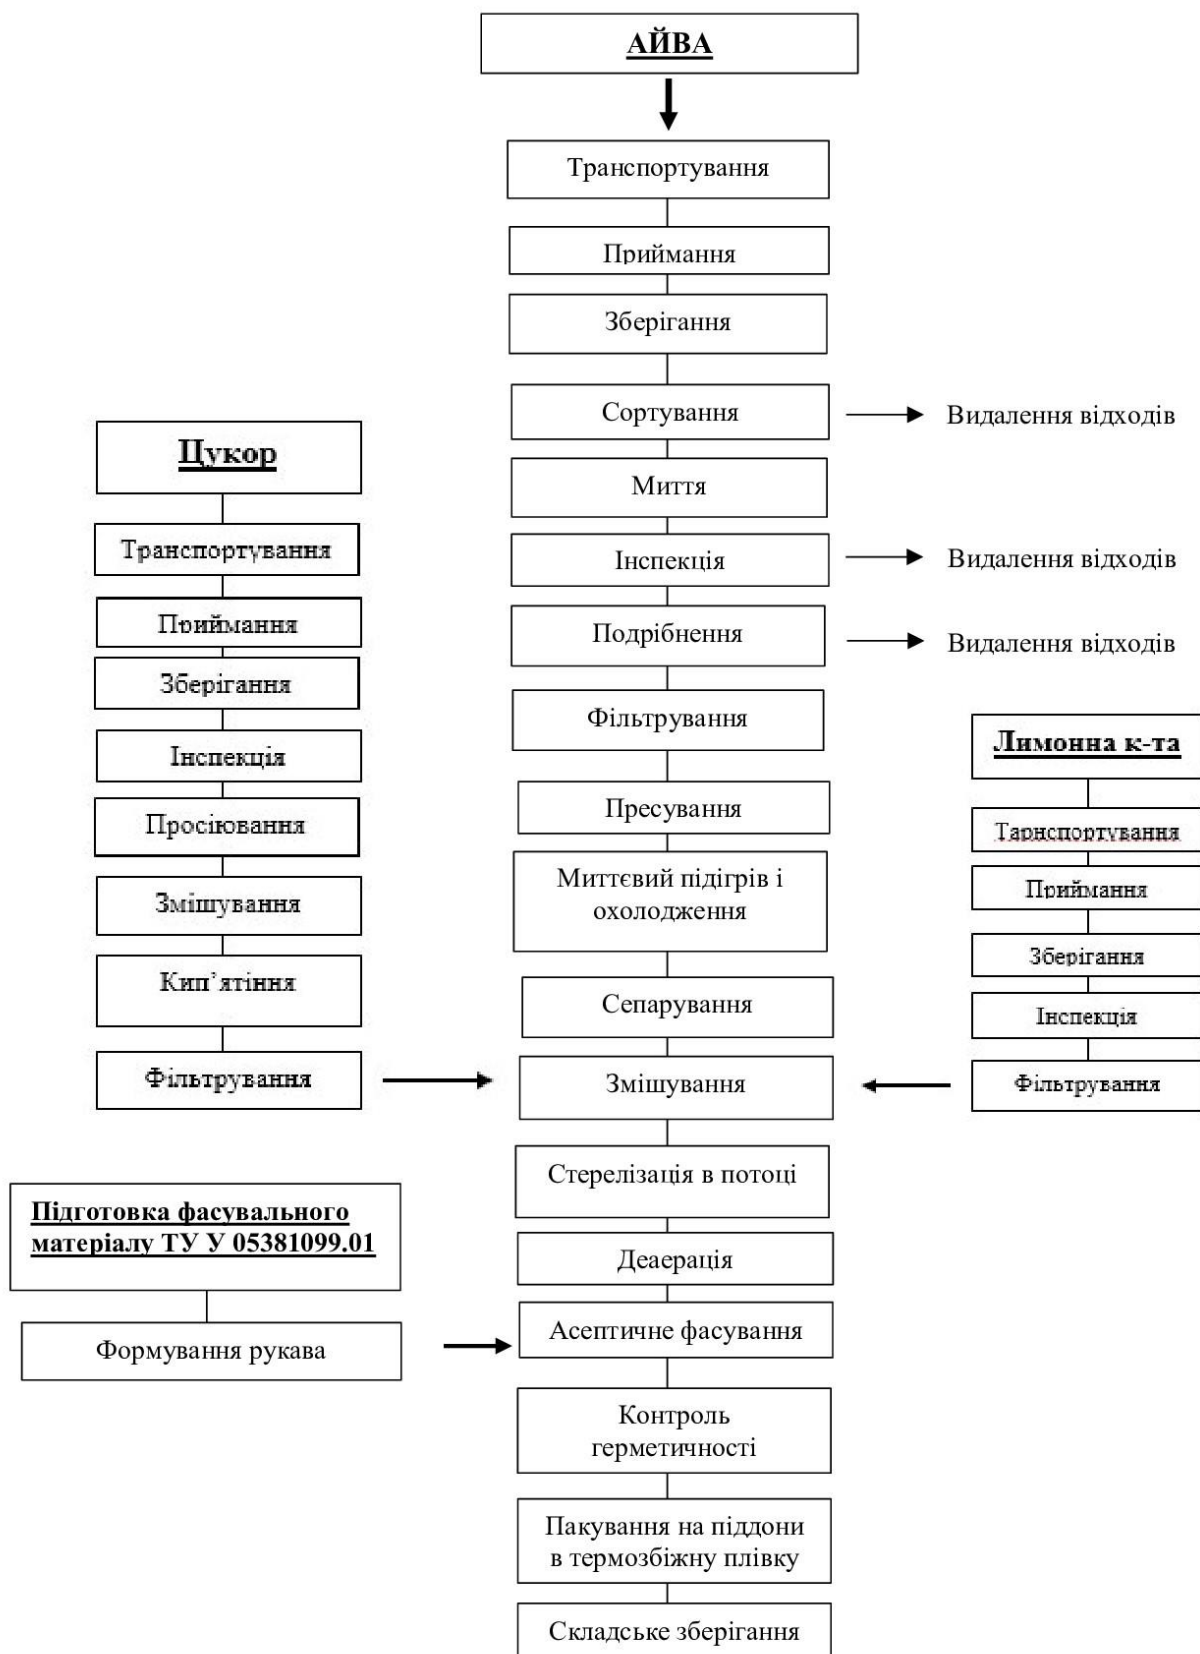 АЙВА
Транспортування
Приймання
Зберігання
Сортування
Видалення відходів
Миття
Інспекція
Видалення відходів
Подрібнення
Видалення відходів
Фільтрування
Пресування
Миттєвий підігрів і
охолодження
Сепарування
Змішування
Стерелізація в потоці
Деаерація
Асептичне фасування
Контроль
герметичності
Пакування на піддони
в термозбіжну плівку
Складське зберігання
Цукор
Транспортування
Приймання
Зберігання
Інспекція
Просіювання
Змішування
Кип’ятіння
Фільтрування
Лимонна к-та
Тарнспортування
Приймання
Зберігання
Інспекція
Фільтрування
Підготовка фасувального
матеріалу ТУ У 05381099.01
Формування рукава